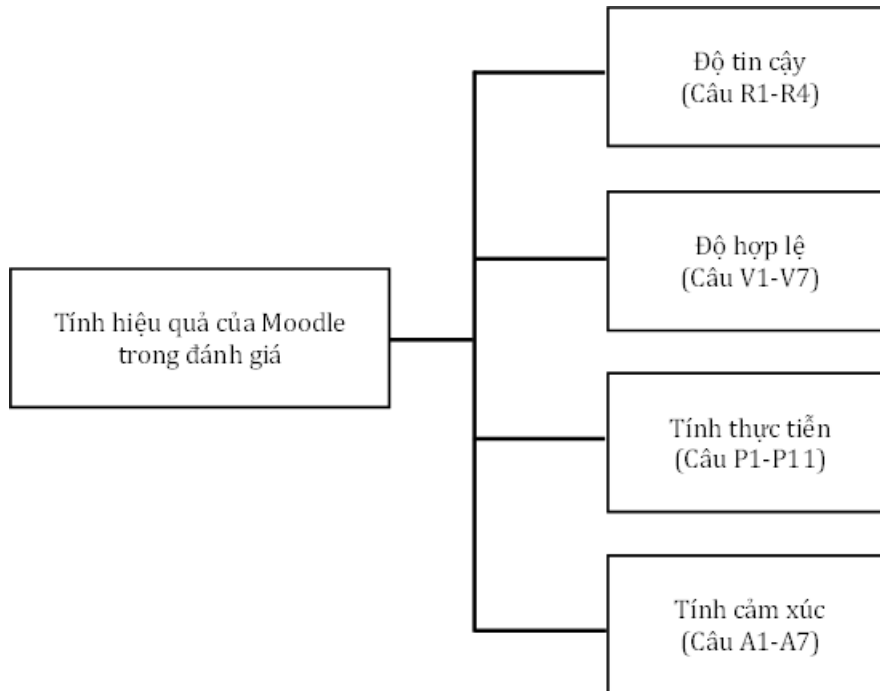 Độ tin cậy
(Câu R1-R4)
Độ hợp lệ
(Câu V1-V7)
Tính hiệu quả của Moodle
trong đánh giá
Tính thực tiễn
(Câu P1-P11)
Tính cảm xúc
(Câu A1-A7)